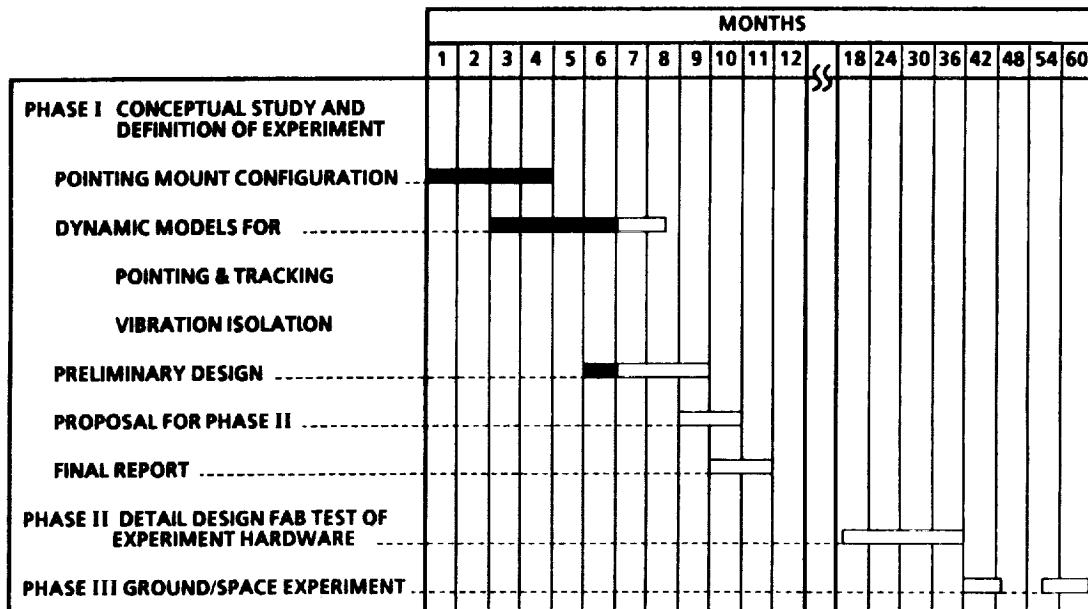 MONTHS
1 2 3 4 5 6 7 8 9 10 11 12 18 24 30 36 42 48 54 60
PHASE I CONCEPTUAL STUDY AND
DEFINITION OF EXPERIMENT
POINTING MOUNT CONFIGURATION
DYNAMIC MODELS FOR
POINTING & TRACKING
VIBRATION ISOLATION
PRELIMINARY DESIGN
PROPOSAL FOR PHASE II
FINAL REPORT
PHASE II DETAIL DESIGN FAB TEST OF
EXPERIMENT HARDWARE
PHASE III GROUND/SPACE EXPERIMENT